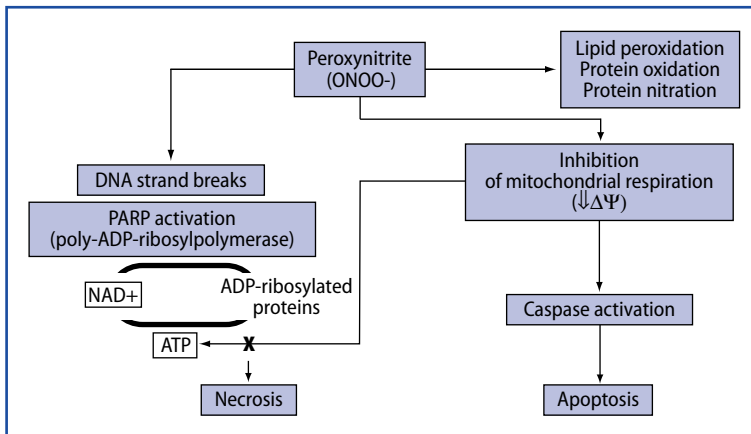 Peroxynitrite
(ONOO-)
Lipid peroxidation
Protein oxidation
Protein nitration
DNA strand breaks
PARP activation
(poly-ADP-ribosylpolymerase)
Inhibition
of mitochondrial respiration
(⇓ΔΨ)
NAD+
ADP-ribosylated
proteins
ATP
X
Caspase activation
Necrosis
Apoptosis